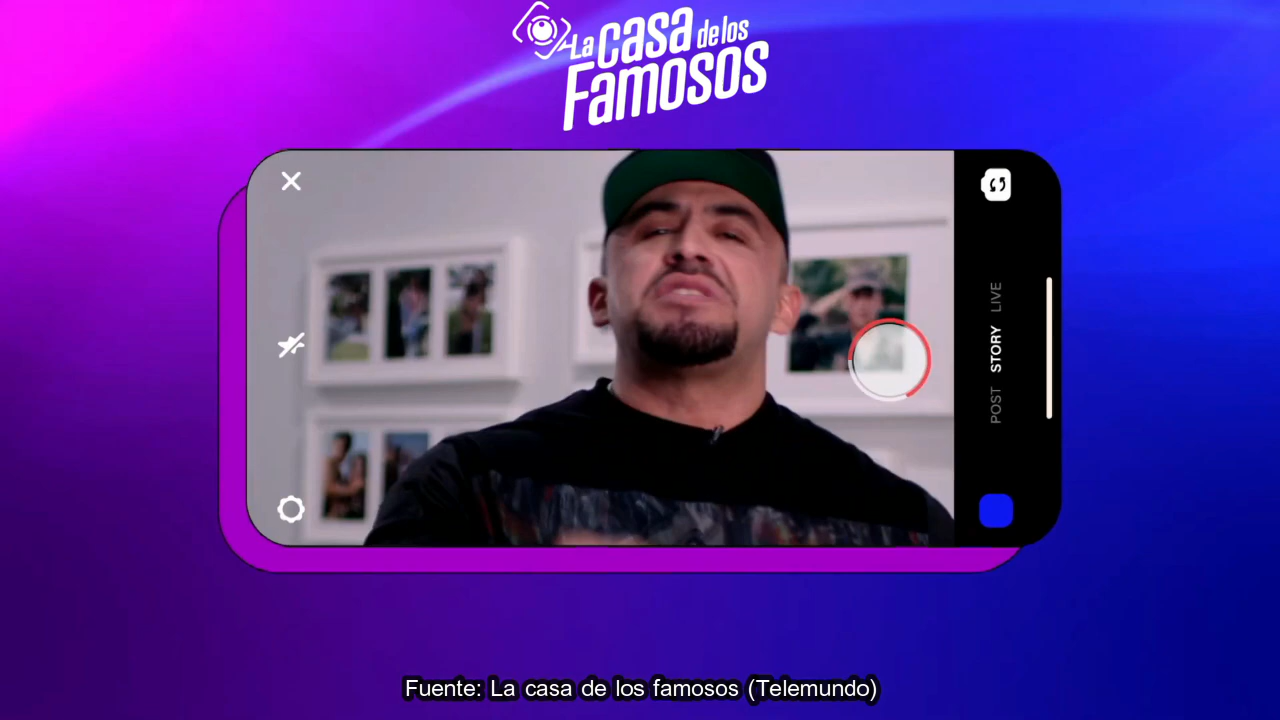 La casa de los
Famosos
LIVE
STORY
POST
Fuente: La casa de los famosos (Telemundo)